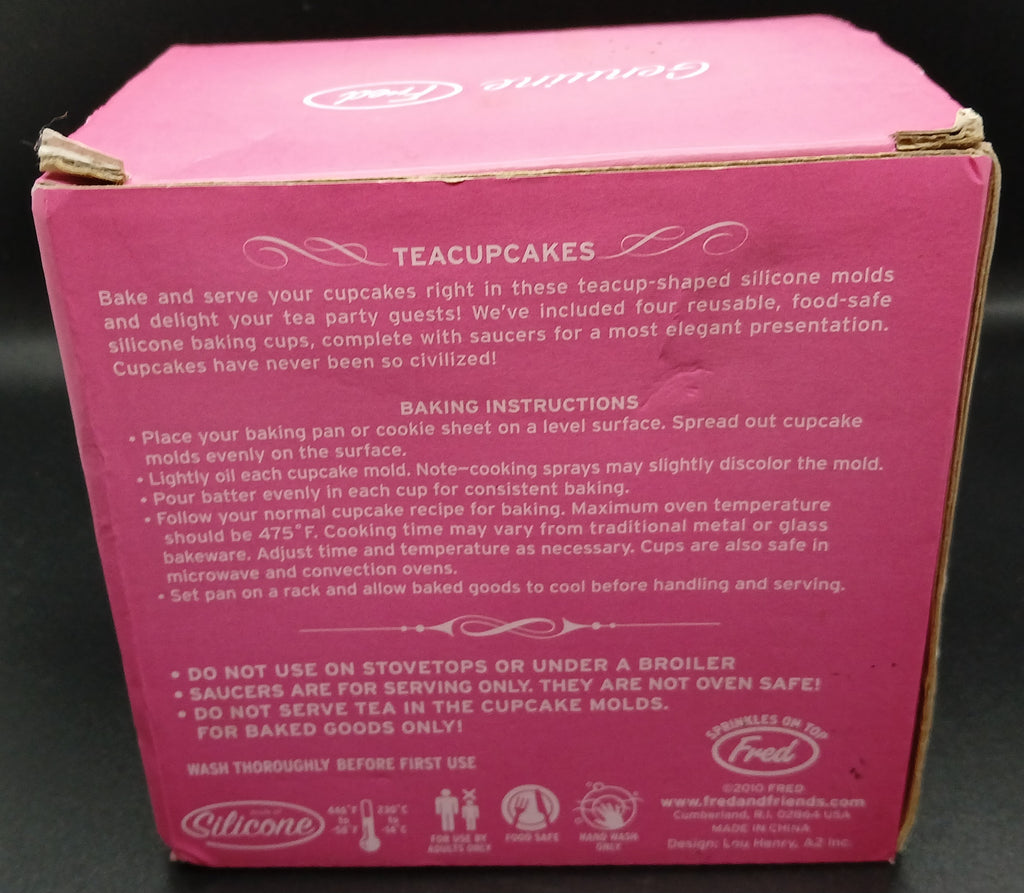 Genuine Fred
TEACUPCAKES
Bake and serve your cupcakes right in these teacup-shaped silicone molds
and delight your tea party guests! We've included four reusable, food-safe
silicone baking cups, complete with saucers for a most elegant presentation.
Cupcakes have never been so civilized!
BAKING INSTRUCTIONS
• Place your baking pan or cookie sheet on a level surface. Spread out cupcake
molds evenly on the surface.
• Lightly oil each cupcake mold. Note—cooking sprays may slightly discolor the mold.
• Pour batter evenly in each cup for consistent baking.
• Follow your normal cupcake recipe for baking. Maximum oven temperature
should be 475°F. Cooking time may vary from traditional metal or glass
bakeware. Adjust time and temperature as necessary. Cups are also safe in
microwave and convection ovens.
• Set pan on a rack and allow baked goods to cool before handling and serving.
• DO NOT USE ON STOVETOPS OR UNDER A BROILER
• SAUCERS ARE FOR SERVING ONLY. THEY ARE NOT OVEN SAFE!
• DO NOT SERVE TEA IN THE CUPCAKE MOLDS.
FOR BAKED GOODS ONLY!
WASH THOROUGHLY BEFORE FIRST USE
SPRINKLES ON TOP
Fred
Silicone
446°F 230°C
to to
FOR USE BY
ADULTS ONLY
FOOD SAFE
HAND WASH
ONLY
©2010 FRED
www.fredandfriends.com
Cumberland, R.I. 02864 USA
MADE IN CHINA
Design: Lou Henry, A2 Inc.